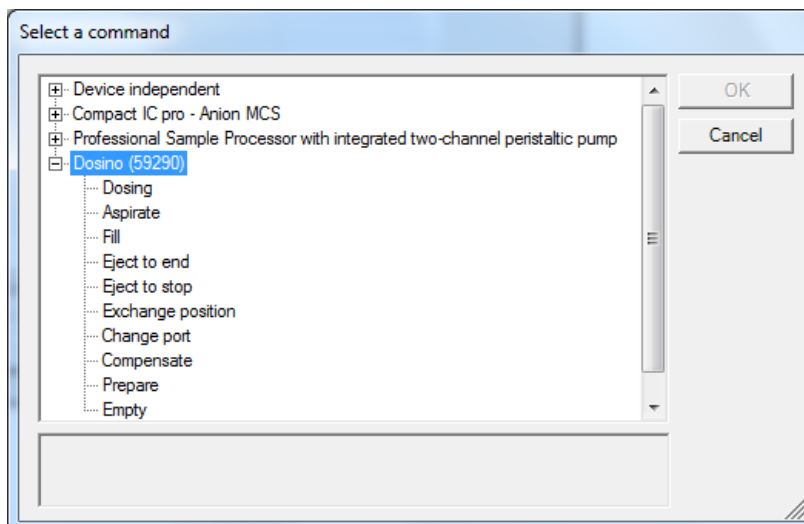 Select a command
Device independent
Compact IC pro - Anion MCS
Professional Sample Processor with integrated two-channel peristaltic pump
Dosino (59290)
Dosing
Aspirate
Fill
Eject to end
Eject to stop
Exchange position
Change port
Compensate
Prepare
Empty
OK
Cancel